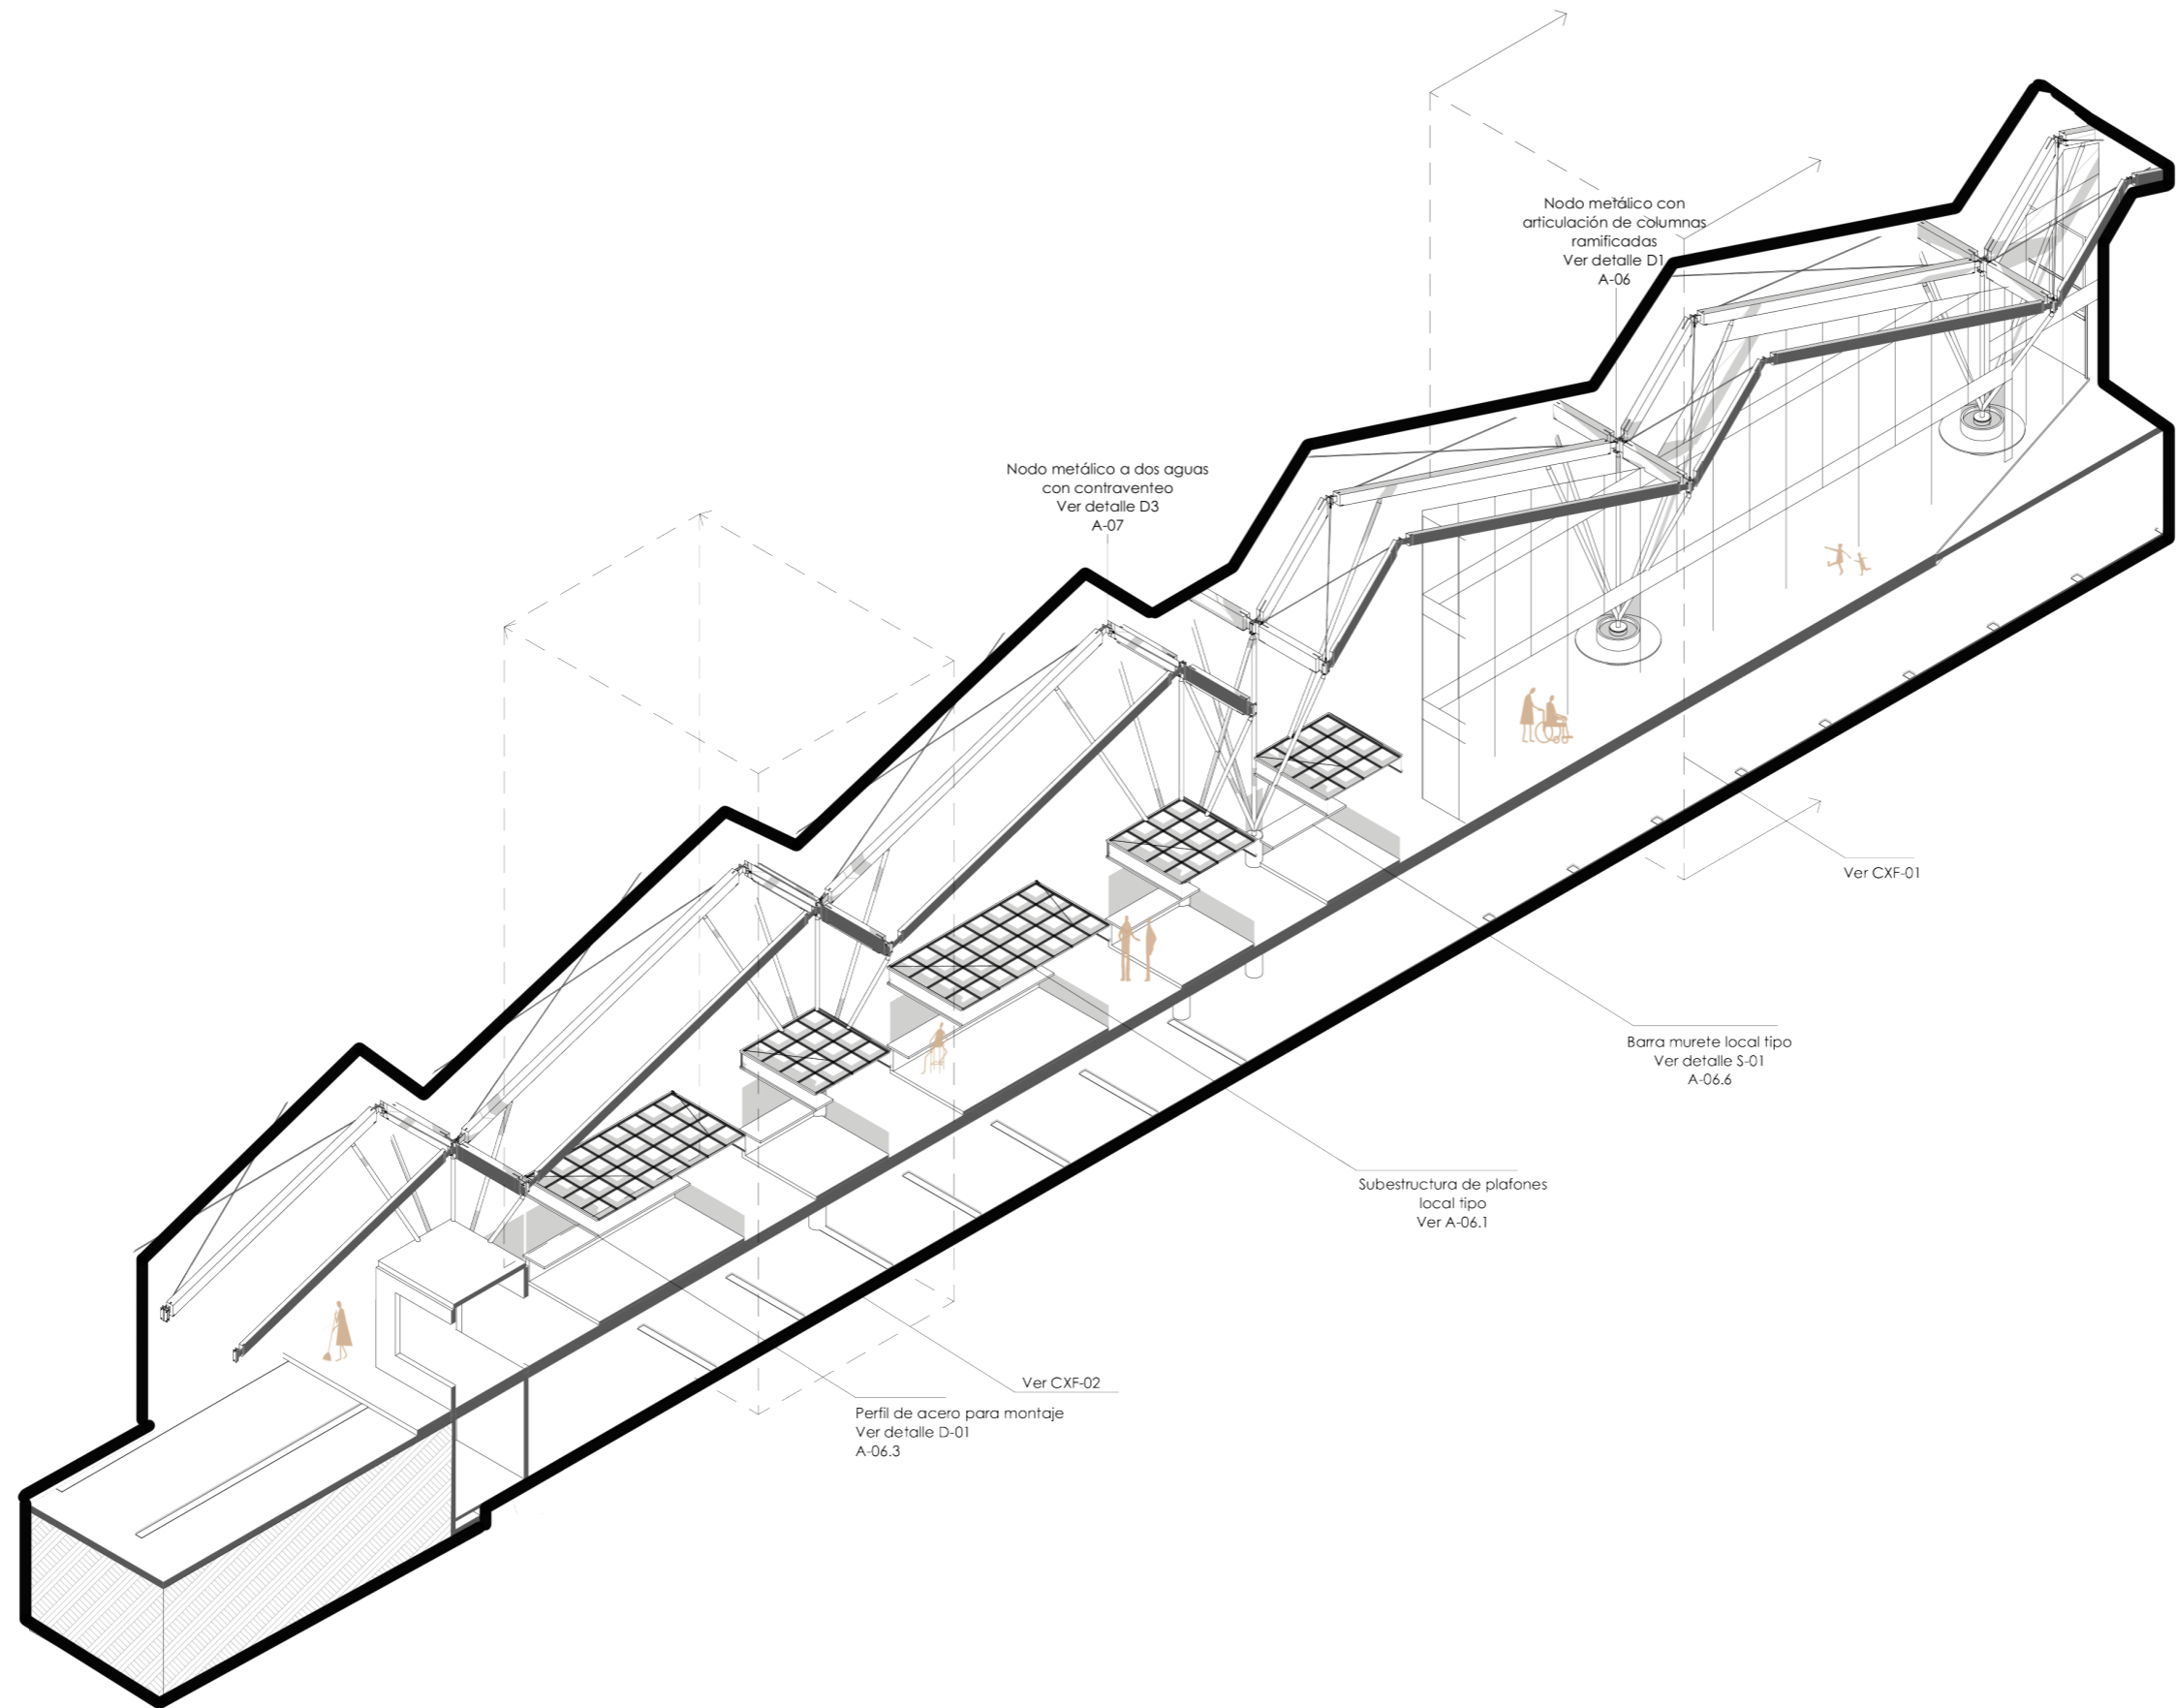 Nodo metálico con
articulación de columnas
ramificadas
Ver detalle D1
A-06
Nodo metálico a dos aguas
con contraventeo
Ver detalle D3
A-07
Ver CXF-01
Barra murete local tipo
Ver detalle S-01
A-06.6
Subestructura de plafones
local tipo
Ver A-06.1
Ver CXF-02
Perfil de acero para montaje
Ver detalle D-01
A-06.3